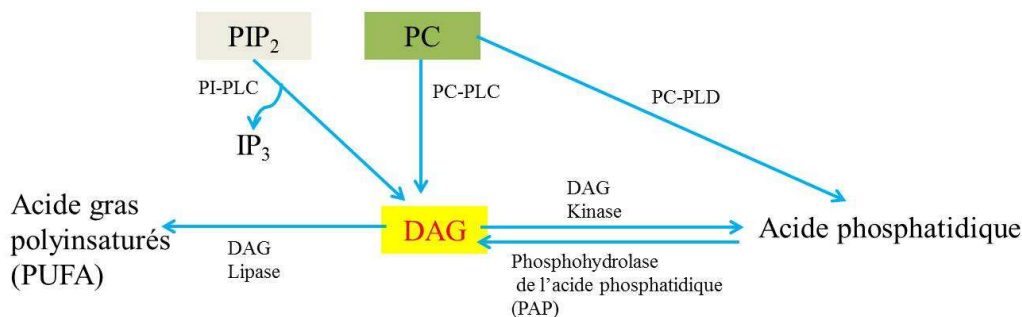 PIP₂
PC
PI-PLC
PC-PLC
PC-PLD
IP₃
Acide gras
polyinsaturés
(PUFA)
DAG
Lipase
DAG
DAG
Kinase
Acide phosphatidique
Phosphohydrolase
de l’acide phosphatidique
(PAP)